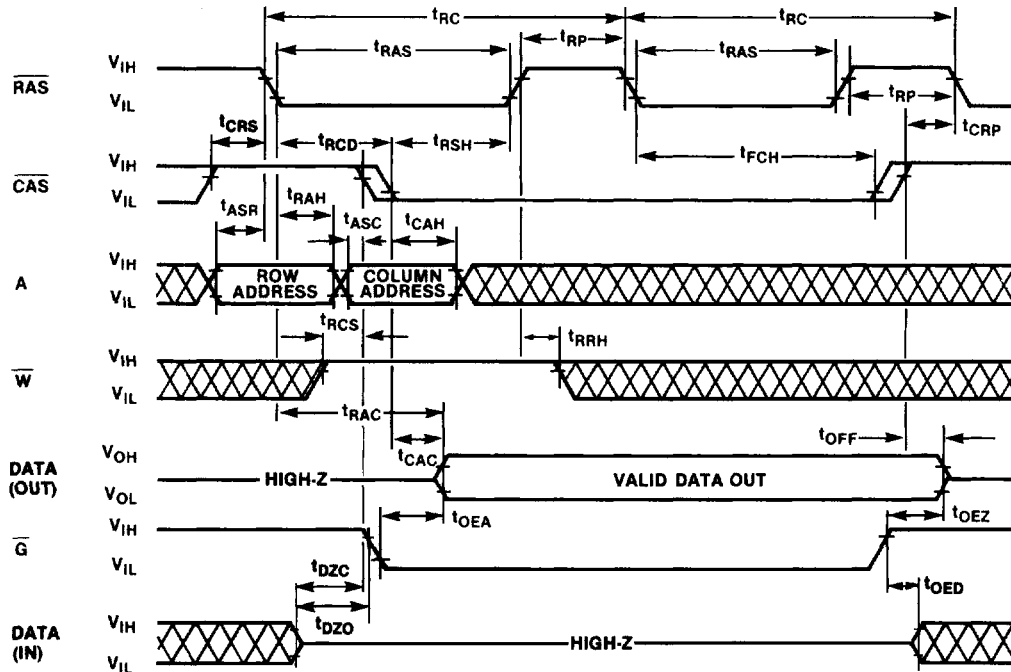 tRC tRC
tRAS tRP tRAS
RAS VIH VIL tRP
tCRS tRCD tRSH tFCH tCRP
CAS VIH VIL
tASR tRAH tASC tCAH
A VIH VIL ROW ADDRESS COLUMN ADDRESS
tRCS tRRH
W VIH VIL
tRAC
tCAC tOFF
DATA (OUT) VOH VOL HIGH-Z VALID DATA OUT
tOEA tOEZ
G VIH VIL
tDZC tOED
tDZO
DATA (IN) VIH VIL HIGH-Z